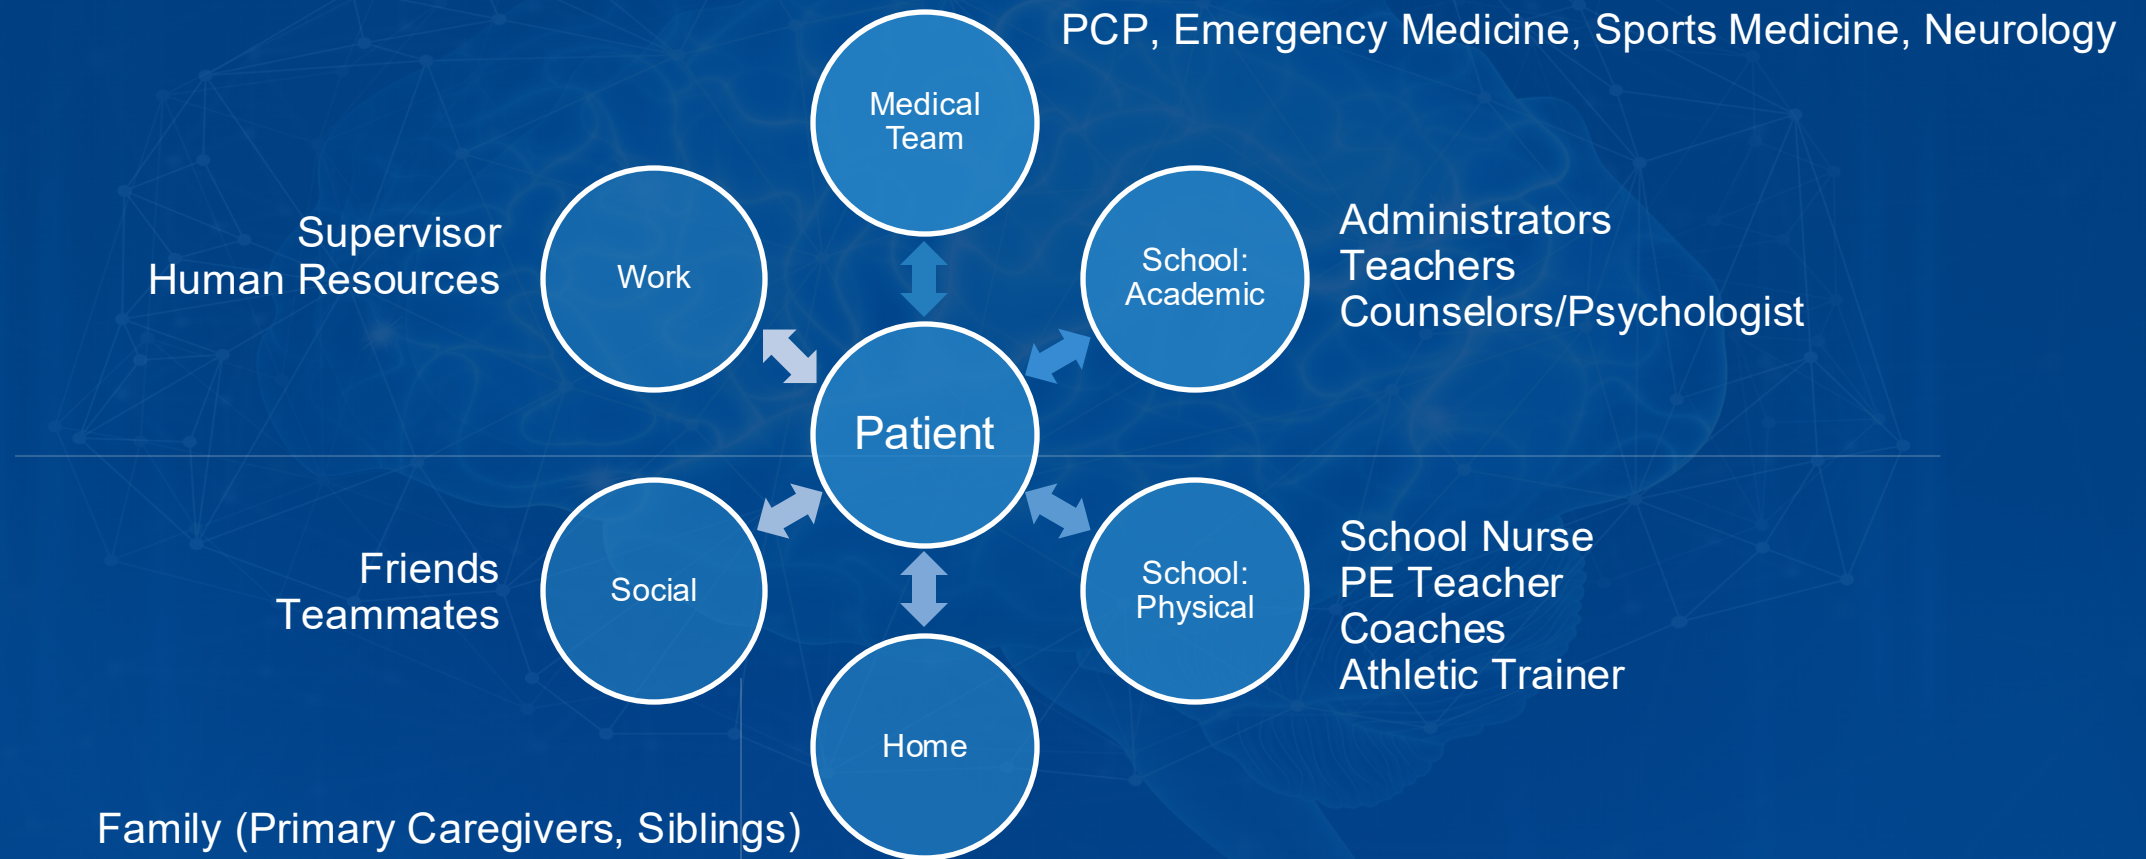 PCP, Emergency Medicine, Sports Medicine, Neurology
Medical
Team
Supervisor
Human Resources
Work
School:
Academic
Administrators
Teachers
Counselors/Psychologist
Patient
Friends
Teammates
Social
School:
Physical
School Nurse
PE Teacher
Coaches
Athletic Trainer
Home
Family (Primary Caregivers, Siblings)